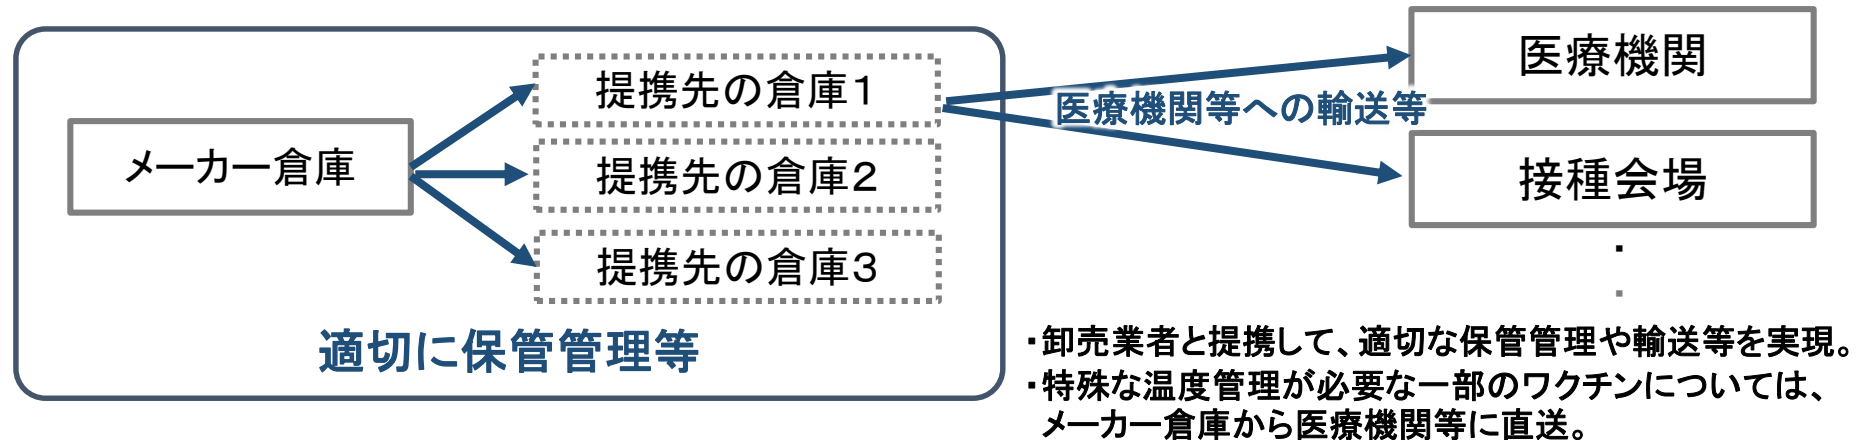 メーカー倉庫
提携先の倉庫１
提携先の倉庫２
提携先の倉庫３
適切に保管管理等
医療機関等への輸送等
医療機関
接種会場
・
・
・卸売業者と提携して、適切な保管管理や輸送等を実現。
・特殊な温度管理が必要な一部のワクチンについては、
メーカー倉庫から医療機関等に直送。